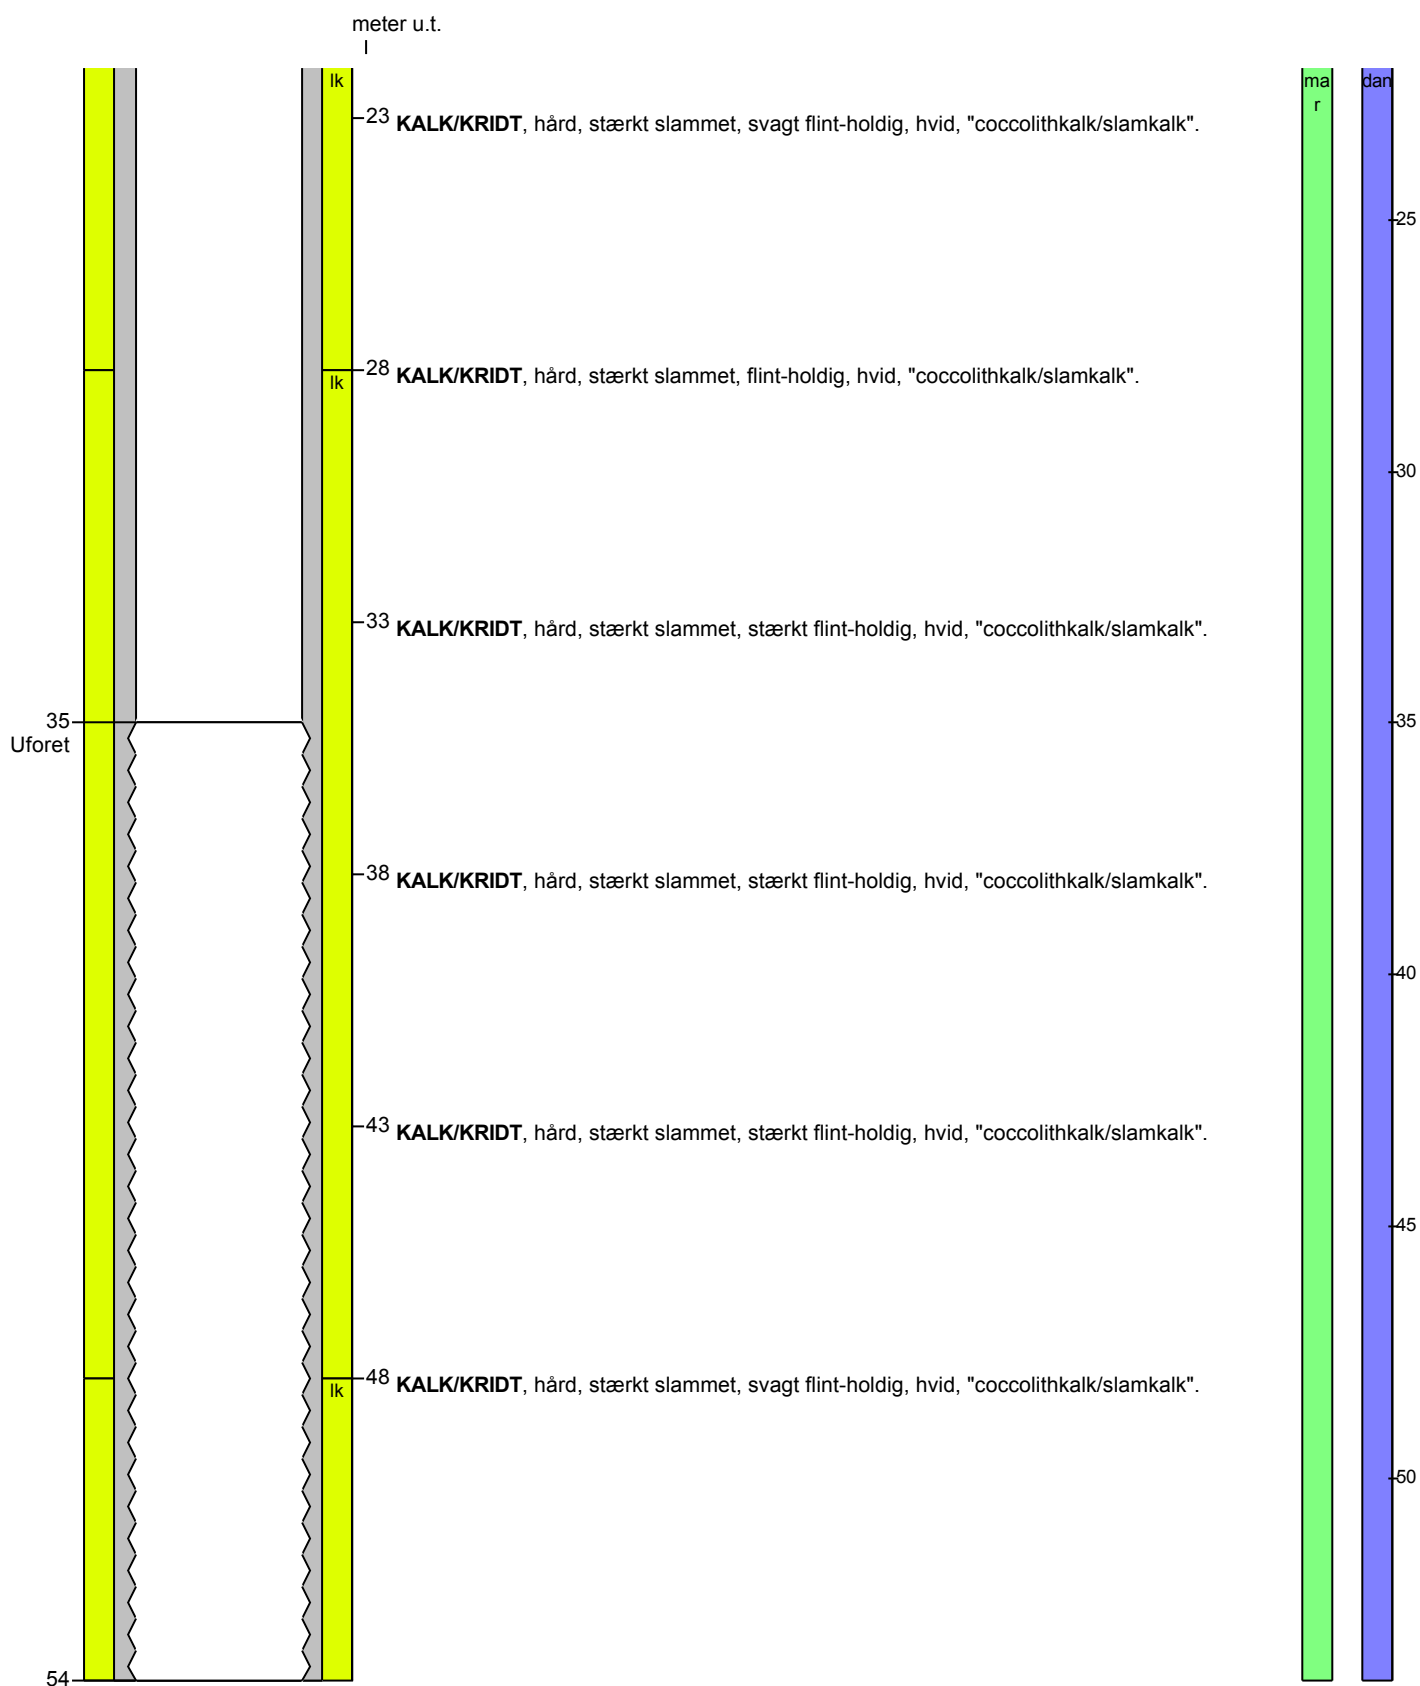 meter u.t.
lk
ma
r
dan
23 KALK/KRIDT, hård, stærkt slammet, svagt flint-holdig, hvid, "coccolithkalk/slamkalk".
25
28 KALK/KRIDT, hård, stærkt slammet, flint-holdig, hvid, "coccolithkalk/slamkalk".
lk
30
33 KALK/KRIDT, hård, stærkt slammet, stærkt flint-holdig, hvid, "coccolithkalk/slamkalk".
35
Uforet
35
38 KALK/KRIDT, hård, stærkt slammet, stærkt flint-holdig, hvid, "coccolithkalk/slamkalk".
40
43 KALK/KRIDT, hård, stærkt slammet, stærkt flint-holdig, hvid, "coccolithkalk/slamkalk".
45
48 KALK/KRIDT, hård, stærkt slammet, svagt flint-holdig, hvid, "coccolithkalk/slamkalk".
lk
50
54